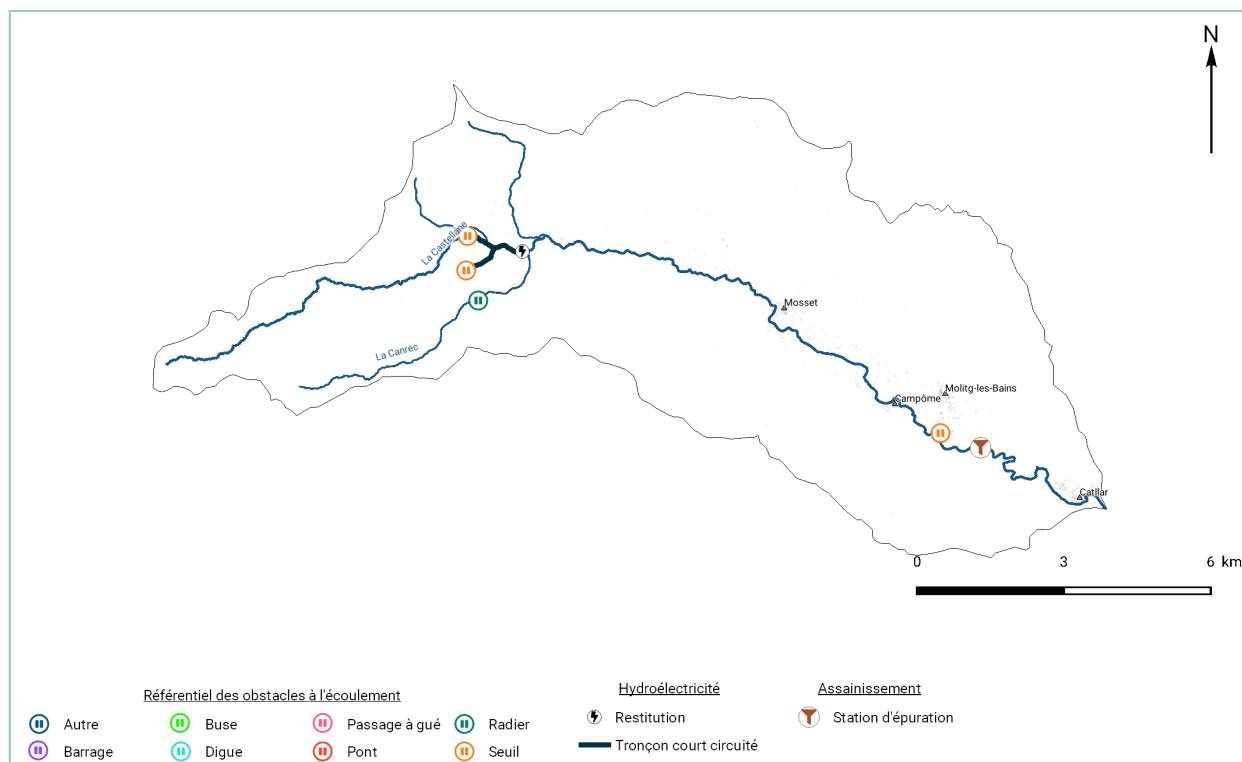 N
La Castellane
Mosset
La Canrec
Molitg-les-Bains
Campôme
Catllar
0 3 6 km
Référentiel des obstacles à l'écoulement
Autre Buse Passage à gué Radier
Barrage Digue Pont Seuil
Hydroélectricité
Restitution
Tronçon court circuité
Assainissement
Station d'épuration